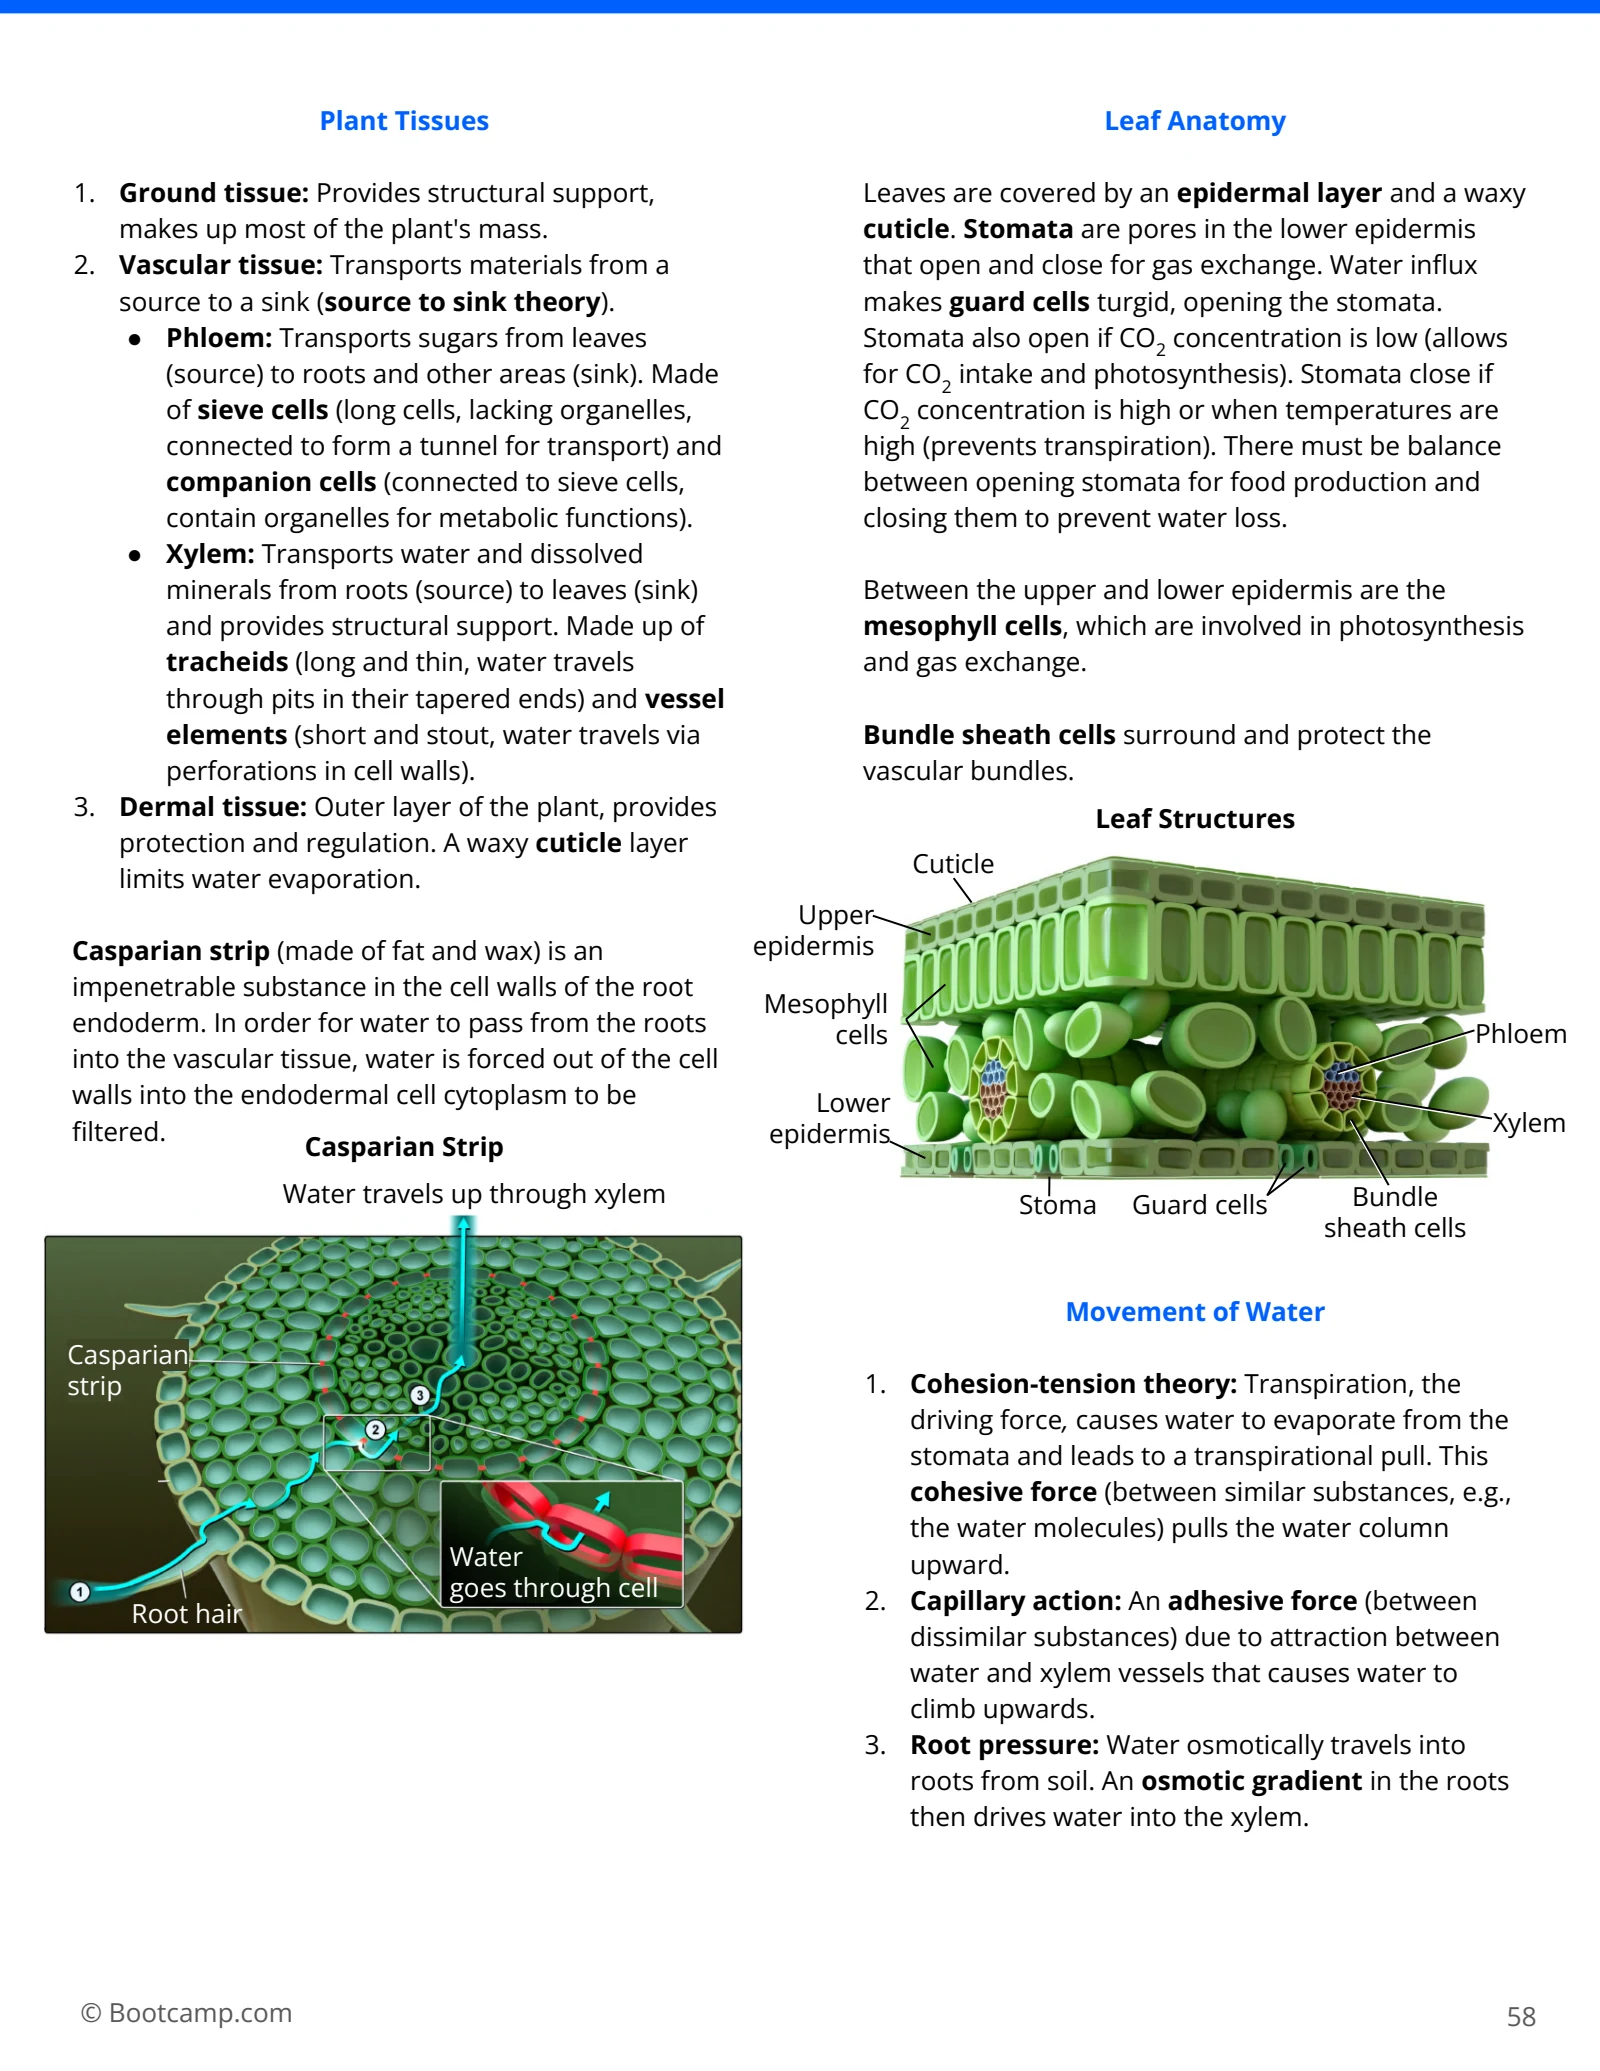 Plant Tissues
1. Ground tissue: Provides structural support,
makes up most of the plant's mass.
2. Vascular tissue: Transports materials from a
source to a sink (source to sink theory).
● Phloem: Transports sugars from leaves
(source) to roots and other areas (sink). Made
of sieve cells (long cells, lacking organelles,
connected to form a tunnel for transport) and
companion cells (connected to sieve cells,
contain organelles for metabolic functions).
● Xylem: Transports water and dissolved
minerals from roots (source) to leaves (sink)
and provides structural support. Made up of
tracheids (long and thin, water travels
through pits in their tapered ends) and vessel
elements (short and stout, water travels via
perforations in cell walls).
3. Dermal tissue: Outer layer of the plant, provides
protection and regulation. A waxy cuticle layer
limits water evaporation.
Casparian strip (made of fat and wax) is an
impenetrable substance in the cell walls of the root
endoderm. In order for water to pass from the roots
into the vascular tissue, water is forced out of the cell
walls into the endodermal cell cytoplasm to be
filtered.
Casparian Strip
Water travels up through xylem
Casparian
strip
3
2
1
Water
goes through cell
Root hair
Leaf Anatomy
Leaves are covered by an epidermal layer and a waxy
cuticle. Stomata are pores in the lower epidermis
that open and close for gas exchange. Water influx
makes guard cells turgid, opening the stomata.
Stomata also open if CO2 concentration is low (allows
for CO2 intake and photosynthesis). Stomata close if
CO2 concentration is high or when temperatures are
high (prevents transpiration). There must be balance
between opening stomata for food production and
closing them to prevent water loss.
Between the upper and lower epidermis are the
mesophyll cells, which are involved in photosynthesis
and gas exchange.
Bundle sheath cells surround and protect the
vascular bundles.
Leaf Structures
Cuticle
Upper
epidermis
Mesophyll
cells
Phloem
Lower
epidermis
Xylem
Stoma
Guard cells
Bundle
sheath cells
Movement of Water
1. Cohesion-tension theory: Transpiration, the
driving force, causes water to evaporate from the
stomata and leads to a transpirational pull. This
cohesive force (between similar substances, e.g.,
the water molecules) pulls the water column
upward.
2. Capillary action: An adhesive force (between
dissimilar substances) due to attraction between
water and xylem vessels that causes water to
climb upwards.
3. Root pressure: Water osmotically travels into
roots from soil. An osmotic gradient in the roots
then drives water into the xylem.
© Bootcamp.com
58